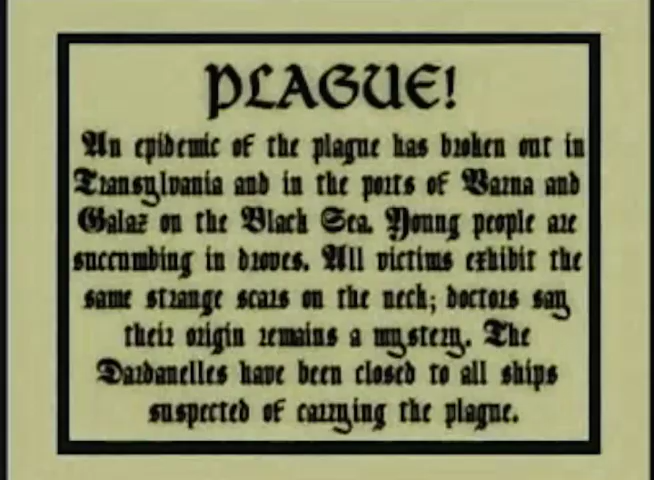 PLAGUE!
An epidemic of the plague has broken out in
Transylvania and in the ports of Varna and
Galaz on the Black Sea. Young people are
succumbing in droves. All victims exhibit the
same strange scars on the neck; doctors say
their origin remains a mystery. The
Dardanelles have been closed to all ships
suspected of carrying the plague.